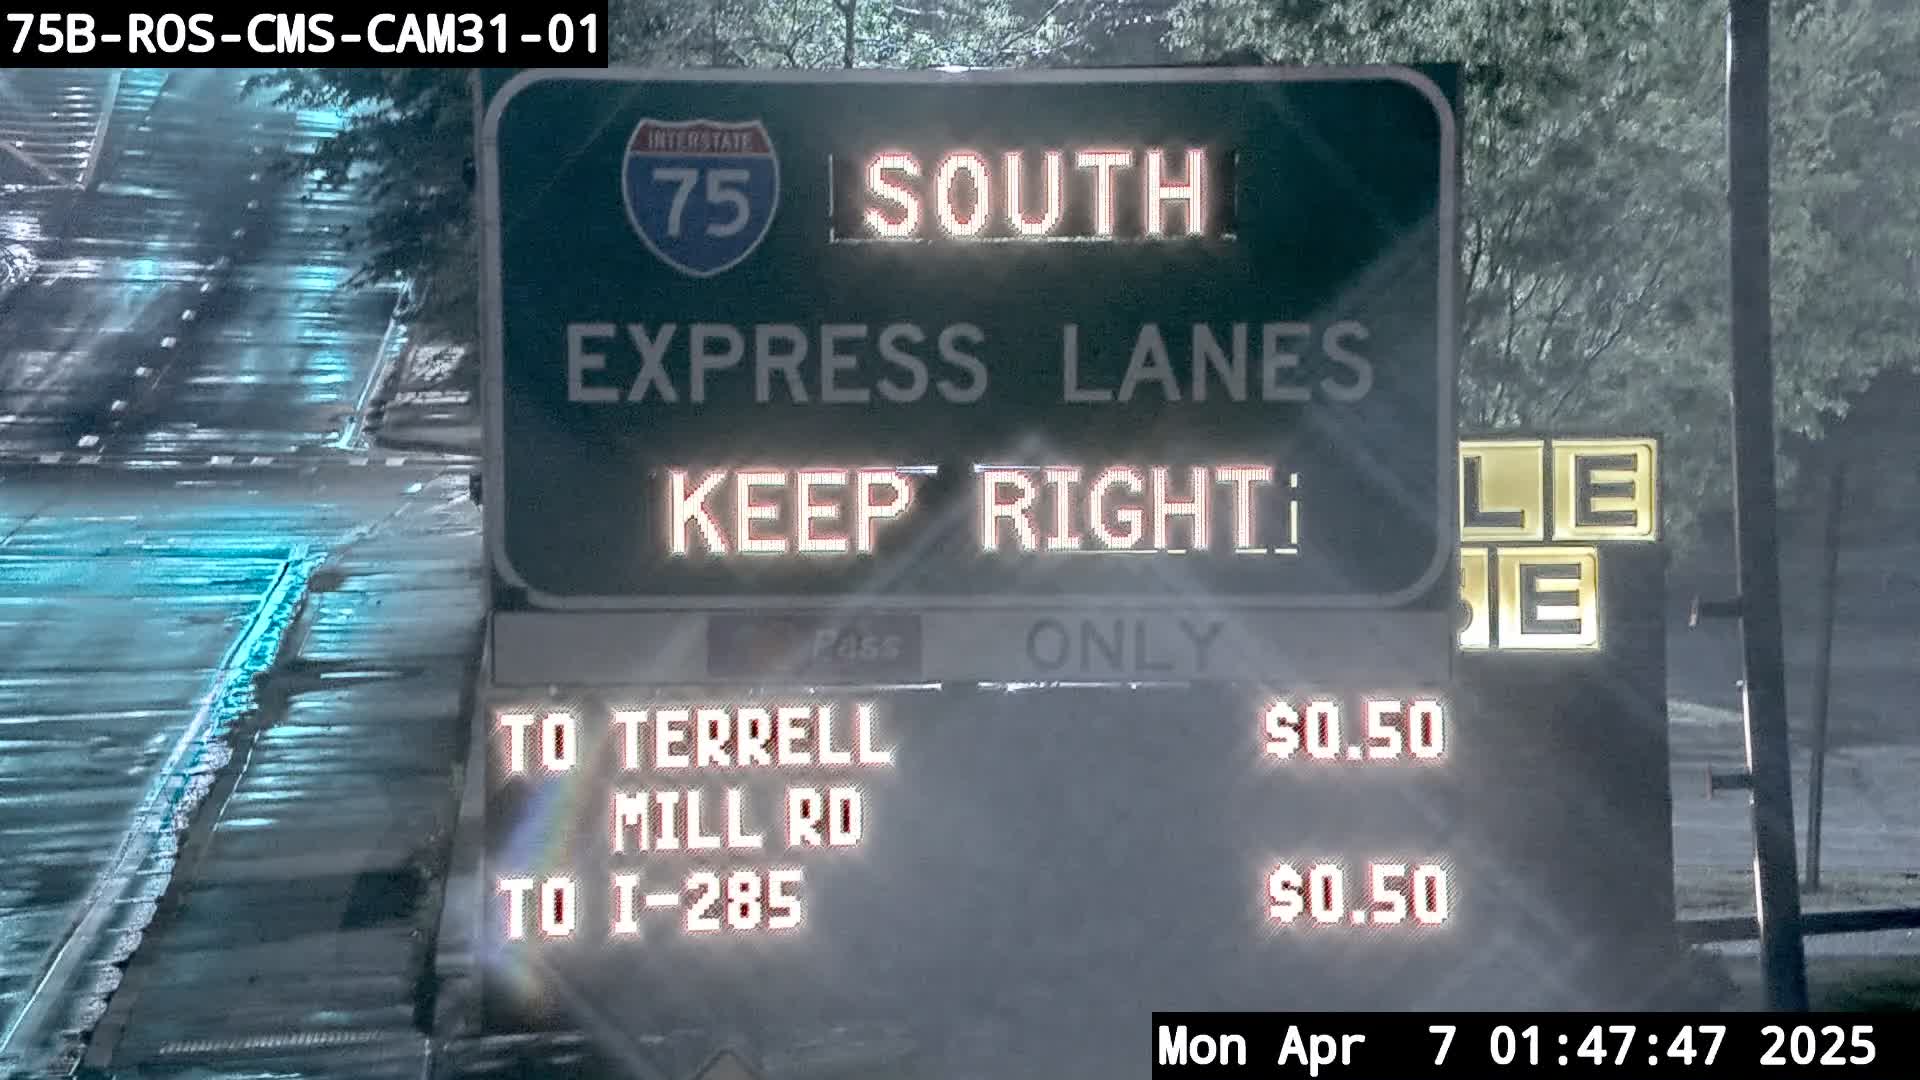 75B-ROS-CMS-CAM31-01
INTERSTATE
75
SOUTH
EXPRESS LANES
KEEP RIGHT
Pass ONLY
TO TERRELL $0.50
MILL RD
TO I-285 $0.50
LE
E
Mon Apr 7 01:47:47 2025